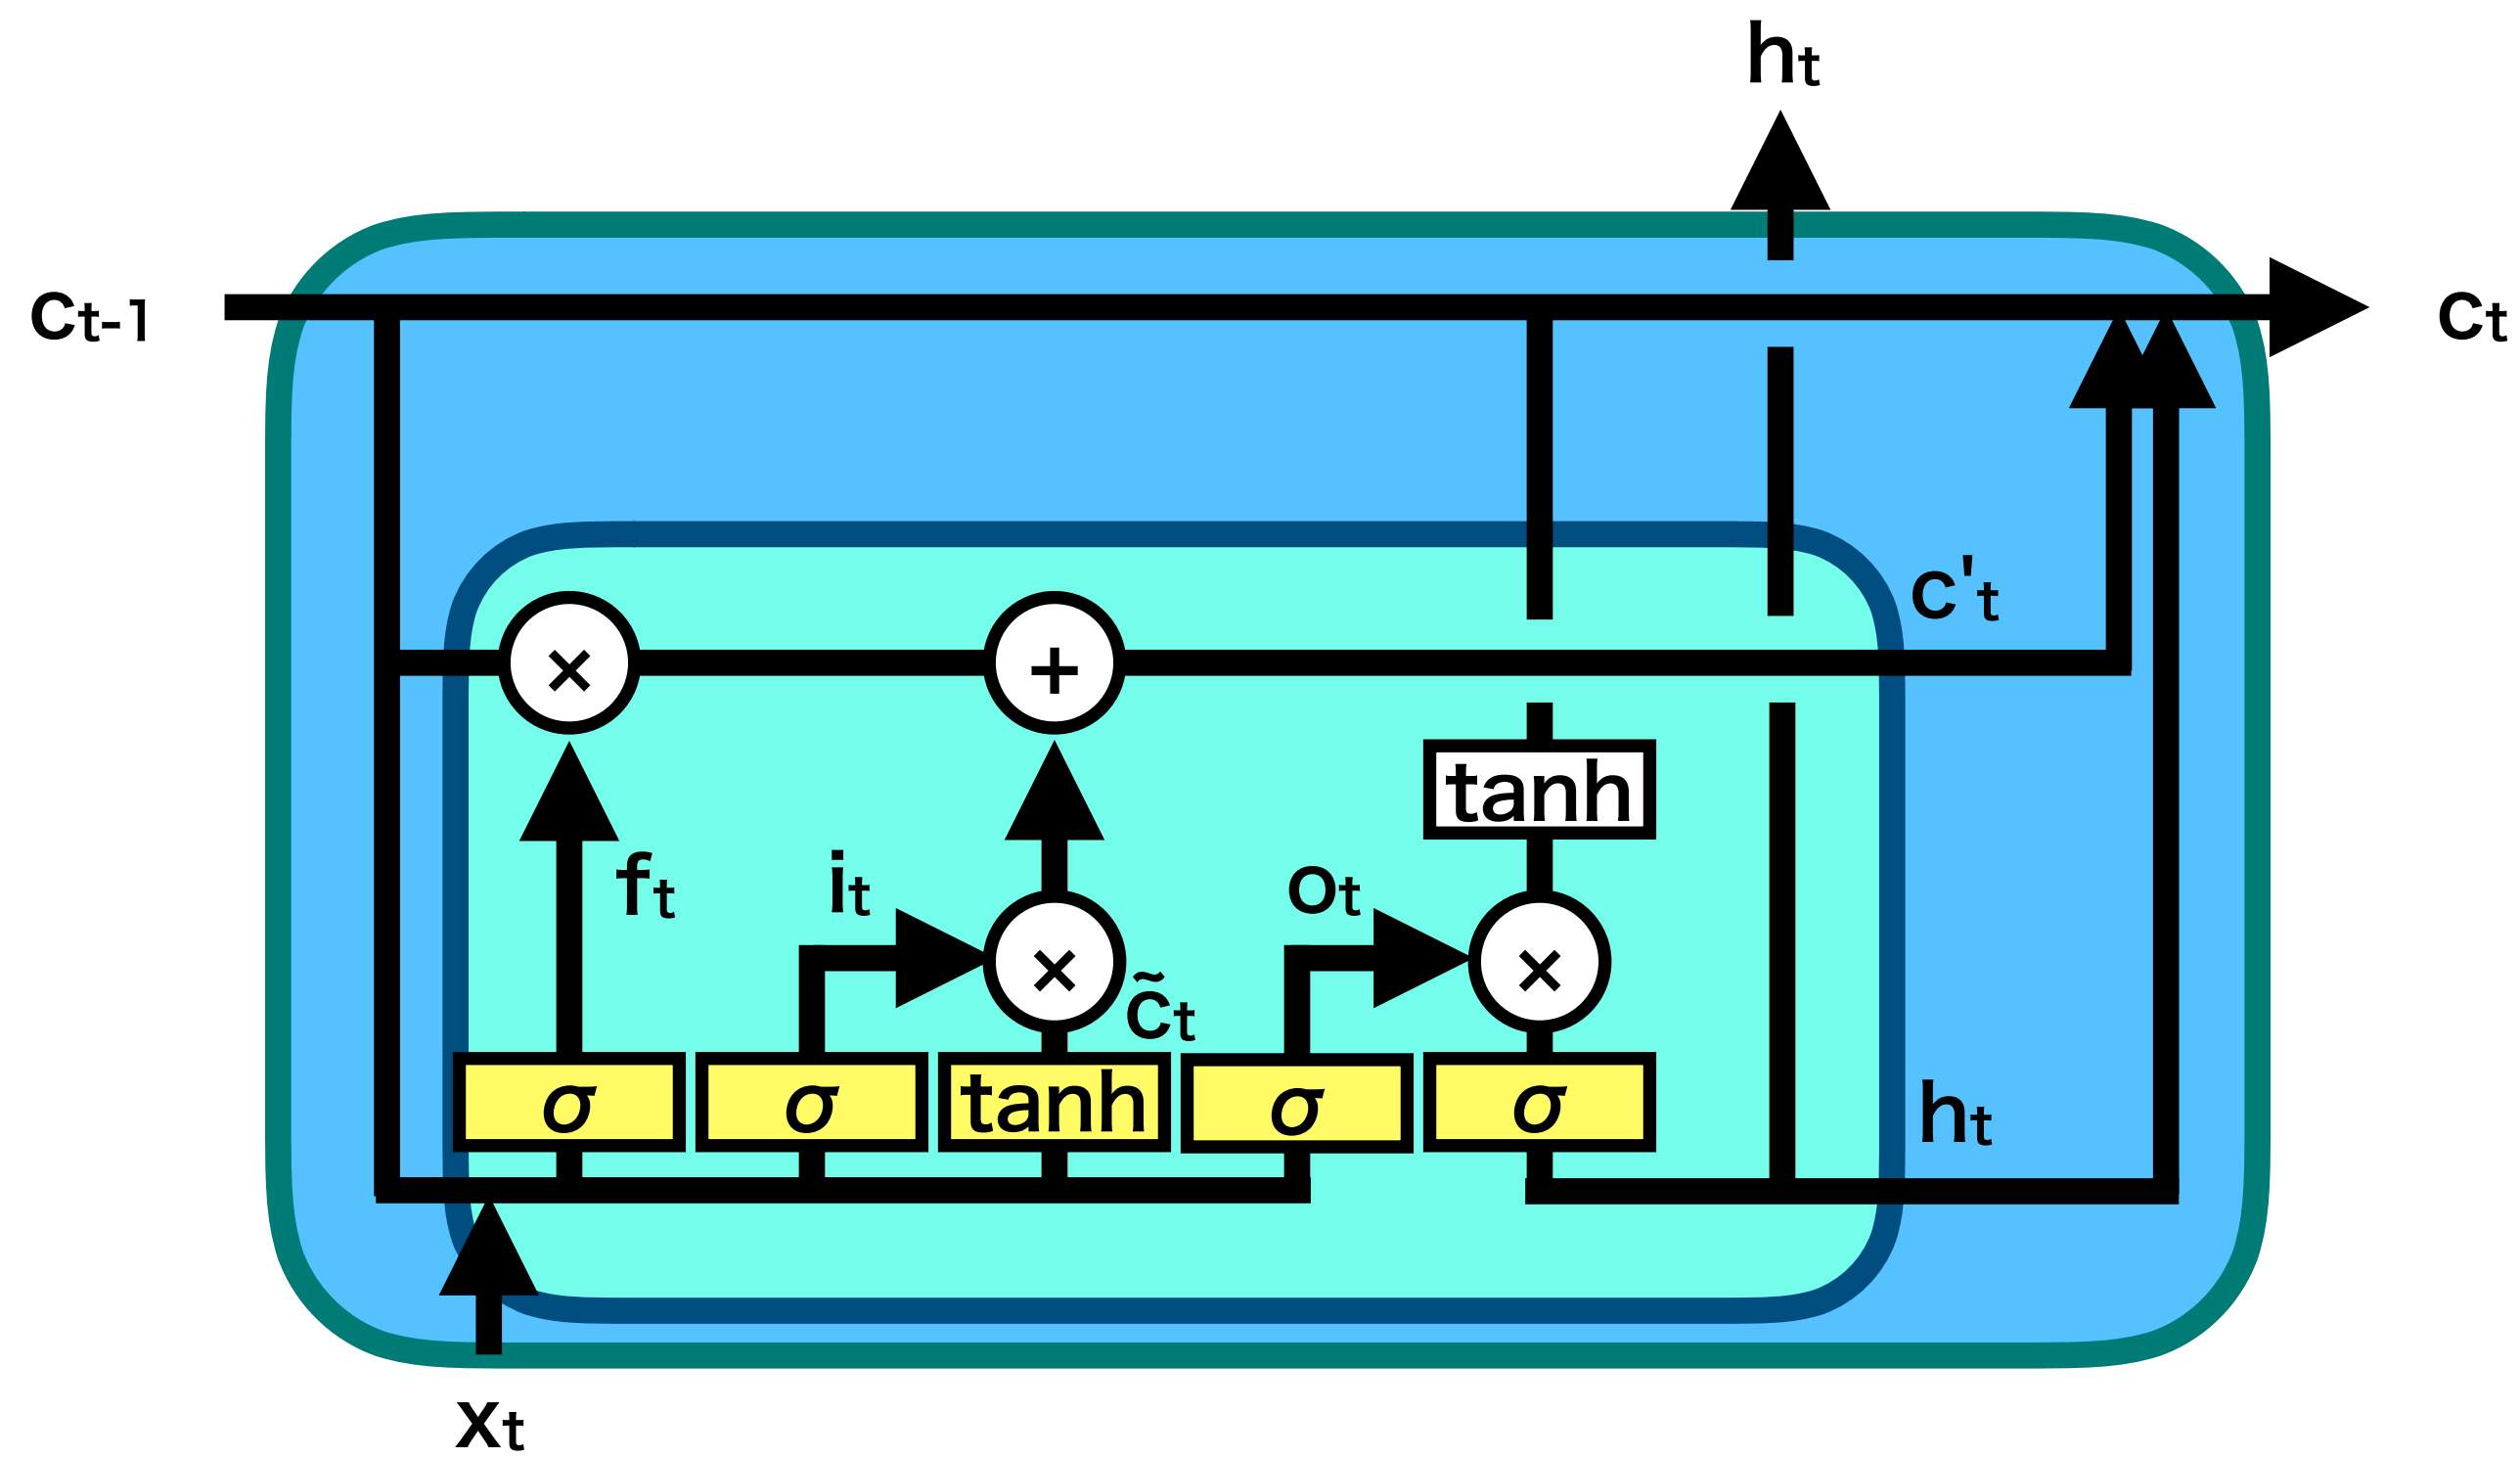 ht
Ct-1
Ct
C't
×
+
tanh
ft
it
ot
×
×
C̃t
σ
σ
tanh
σ
σ
ht
xt